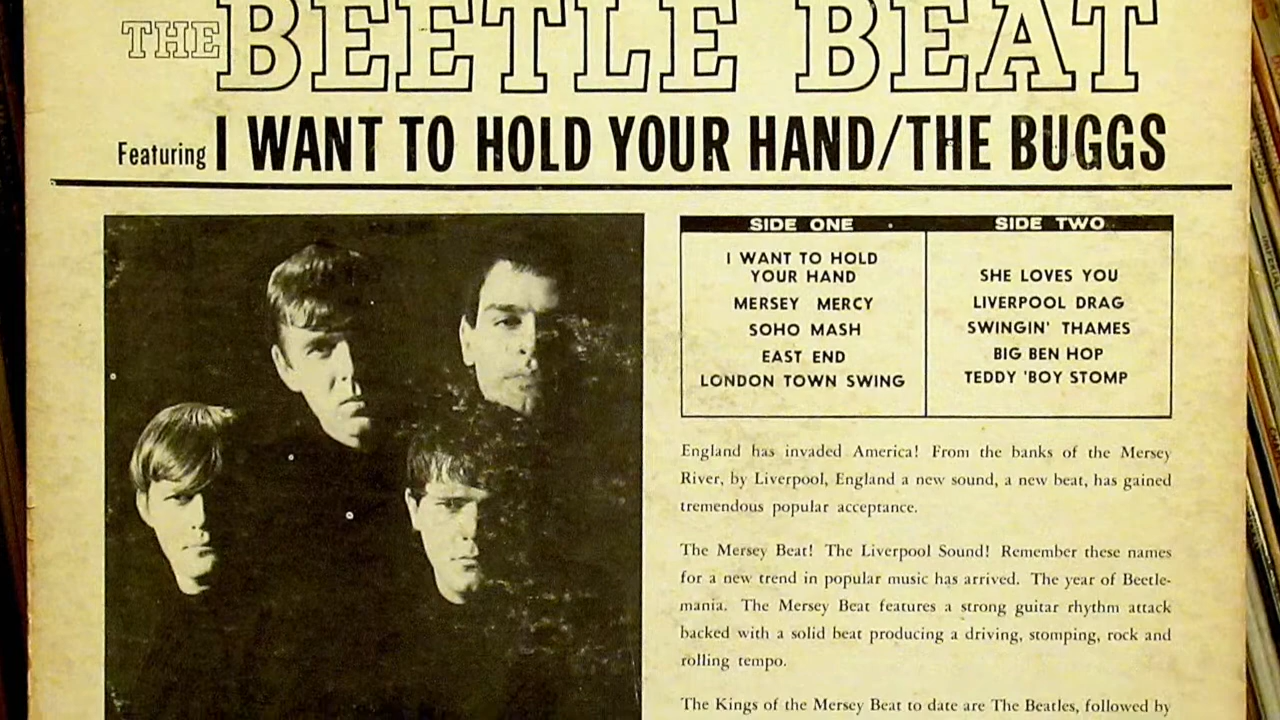 THE BEETLE BEAT
Featuring I WANT TO HOLD YOUR HAND/THE BUGGS
SIDE ONE
I WANT TO HOLD
YOUR HAND
MERSEY MERCY
SOHO MASH
EAST END
LONDON TOWN SWING
SIDE TWO
SHE LOVES YOU
LIVERPOOL DRAG
SWINGIN' THAMES
BIG BEN HOP
TEDDY 'BOY STOMP
England has invaded America! From the banks of the Mersey
River, by Liverpool, England a new sound, a new beat, has gained
tremendous popular acceptance.
The Mersey Beat! The Liverpool Sound! Remember these names
for a new trend in popular music has arrived. The year of Beetle-
mania. The Mersey Beat features a strong guitar rhythm attack
backed with a solid beat producing a driving, stomping, rock and
rolling tempo.
The Kings of the Mersey Beat to date are The Beatles, followed by